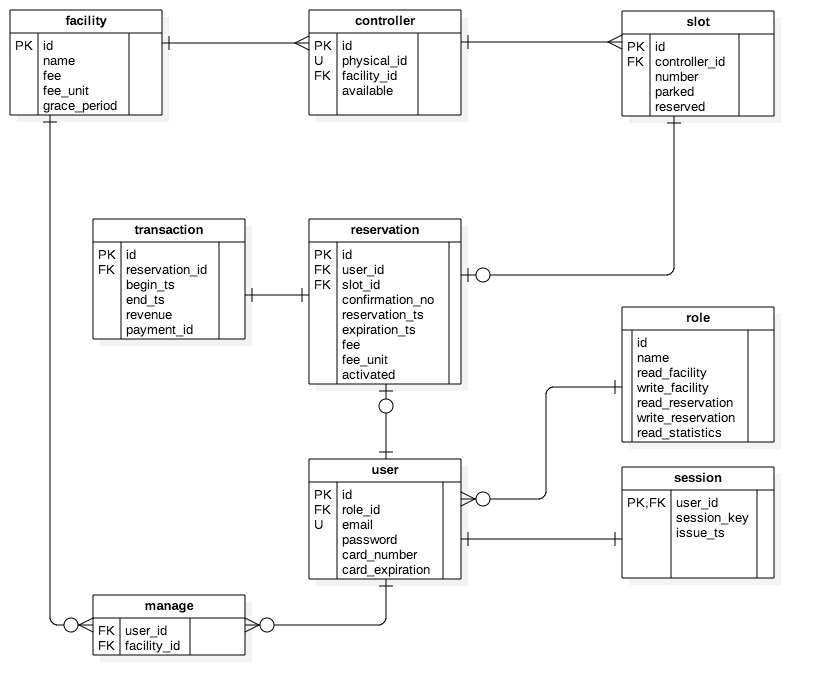 facility
PK id
name
fee
fee_unit
grace_period
controller
PK id
U physical_id
FK facility_id
available
slot
PK id
FK controller_id
number
parked
reserved
transaction
PK id
FK reservation_id
begin_ts
end_ts
revenue
payment_id
reservation
PK id
FK user_id
FK slot_id
confirmation_no
reservation_ts
expiration_ts
fee
fee_unit
activated
role
id
name
read_facility
write_facility
read_reservation
write_reservation
read_statistics
user
PK id
FK role_id
U email
password
card_number
card_expiration
session
PK,FK user_id
session_key
issue_ts
manage
FK user_id
FK facility_id